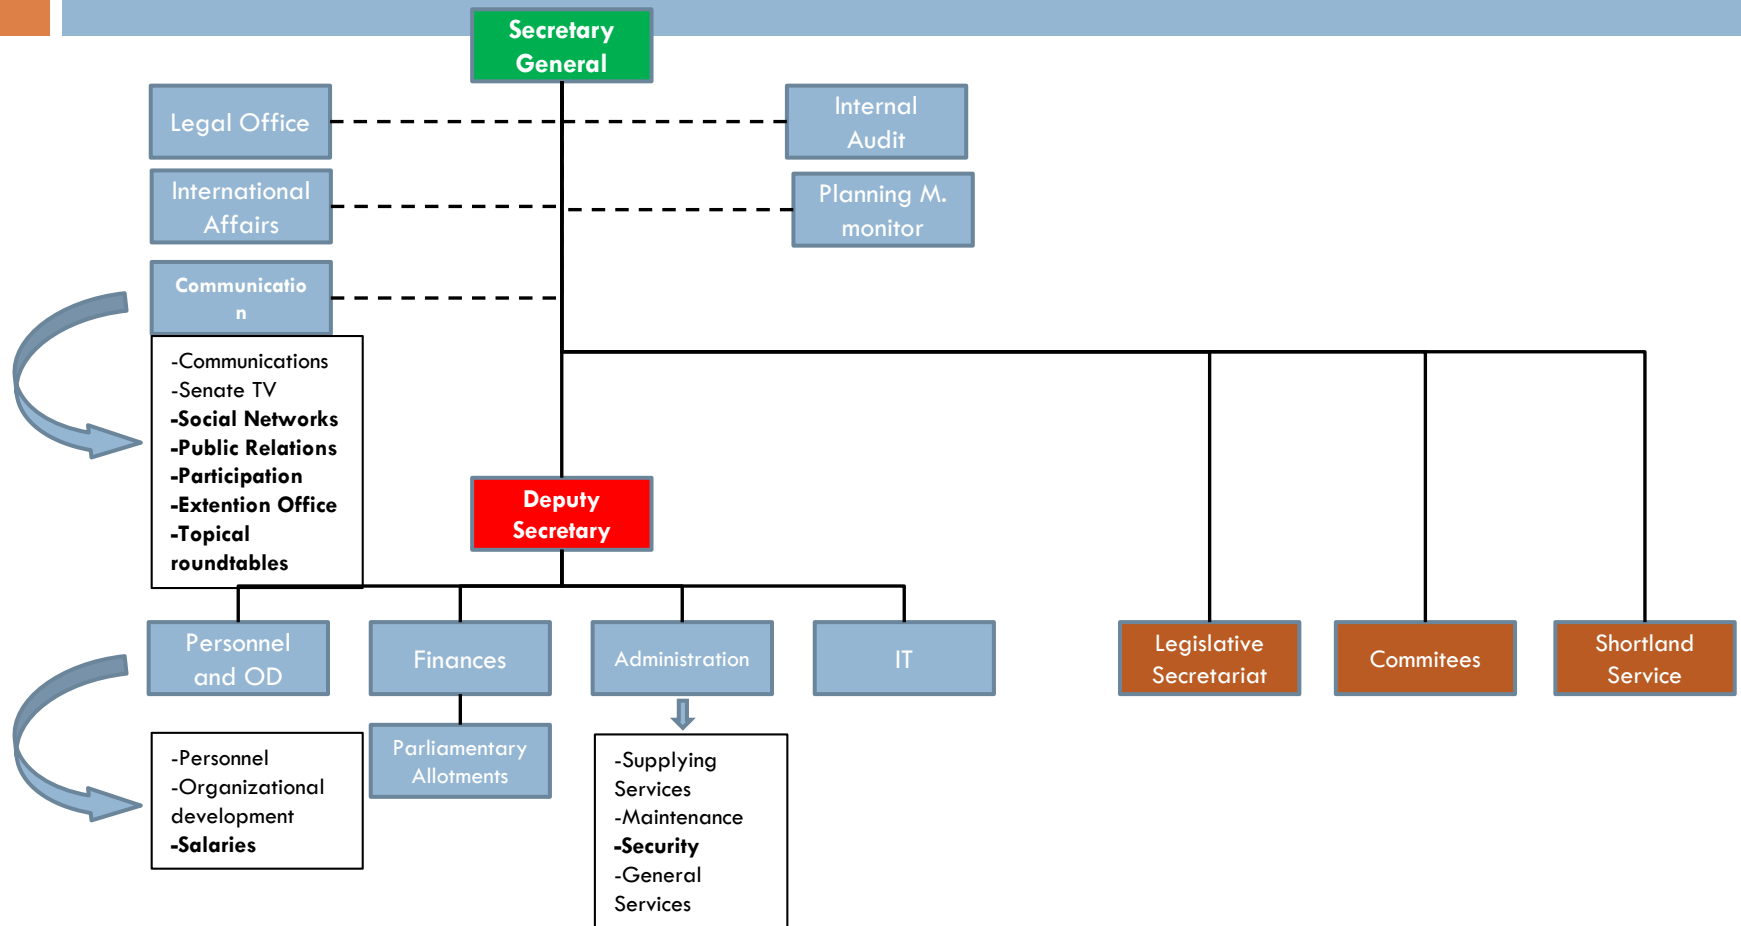 Secretary
General
Legal Office
Internal
Audit
International
Affairs
Planning M.
monitor
Communicatio
n
-Communications
-Senate TV
-Social Networks
-Public Relations
-Participation
-Extention Office
-Topical
roundtables
Deputy
Secretary
Personnel
and OD
Finances
Administration
IT
Legislative
Secretariat
Commitees
Shortland
Service
Parliamentary
Allotments
-Personnel
-Organizational
development
-Salaries
-Supplying
Services
-Maintenance
-Security
-General
Services